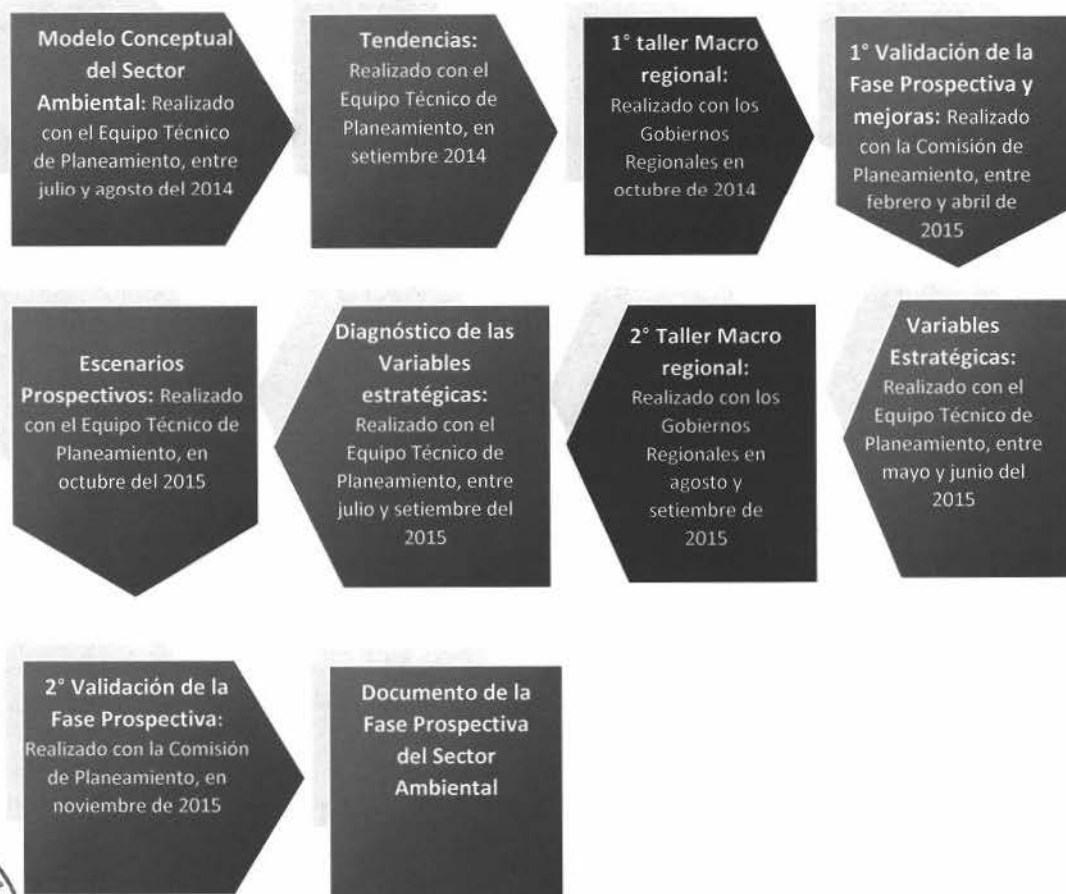 Modelo Conceptual
del Sector
Ambiental: Realizado
con el Equipo Técnico
de Planeamiento, entre
julio y agosto del 2014
Tendencias:
Realizado con el
Equipo Técnico de
Planeamiento, en
setiembre 2014
1° taller Macro
regional:
Realizado con los
Gobiernos
Regionales en
octubre de 2014
1° Validación de la
Fase Prospectiva y
mejoras: Realizado
con la Comisión de
Planeamiento, entre
febrero y abril de
2015
Variables
Estratégicas:
Realizado con el
Equipo Técnico de
Planeamiento, entre
mayo y junio del
2015
2° Taller Macro
regional:
Realizado con los
Gobiernos
Regionales en
agosto y
setiembre de
2015
Diagnóstico de las
Variables
estratégicas:
Realizado con el
Equipo Técnico de
Planeamiento, entre
julio y setiembre del
2015
Escenarios
Prospectivos: Realizado
con el Equipo Técnico de
Planeamiento, en
octubre del 2015
2° Validación de la
Fase Prospectiva:
Realizado con la Comisión
de Planeamiento, en
noviembre de 2015
Documento de la
Fase Prospectiva
del Sector
Ambiental